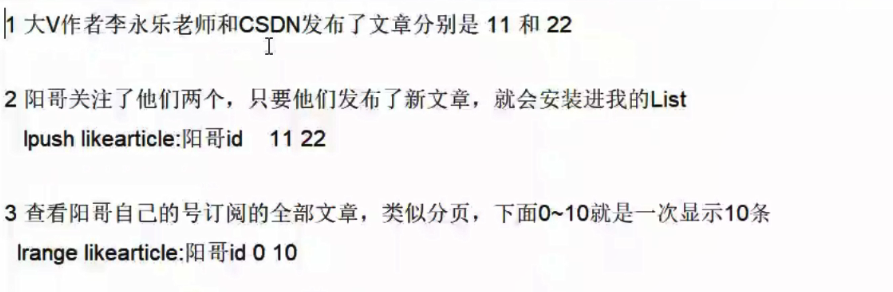 1 大V作者李永乐老师和CSDN发布了文章分别是 11 和 22
2 阳哥关注了他们两个，只要他们发布了新文章，就会安装进我的List
lpush likearticle:阳哥id 11 22
3 查看阳哥自己的号订阅的全部文章，类似分页，下面0~10就是一次显示10条
lrange likearticle:阳哥id 0 10